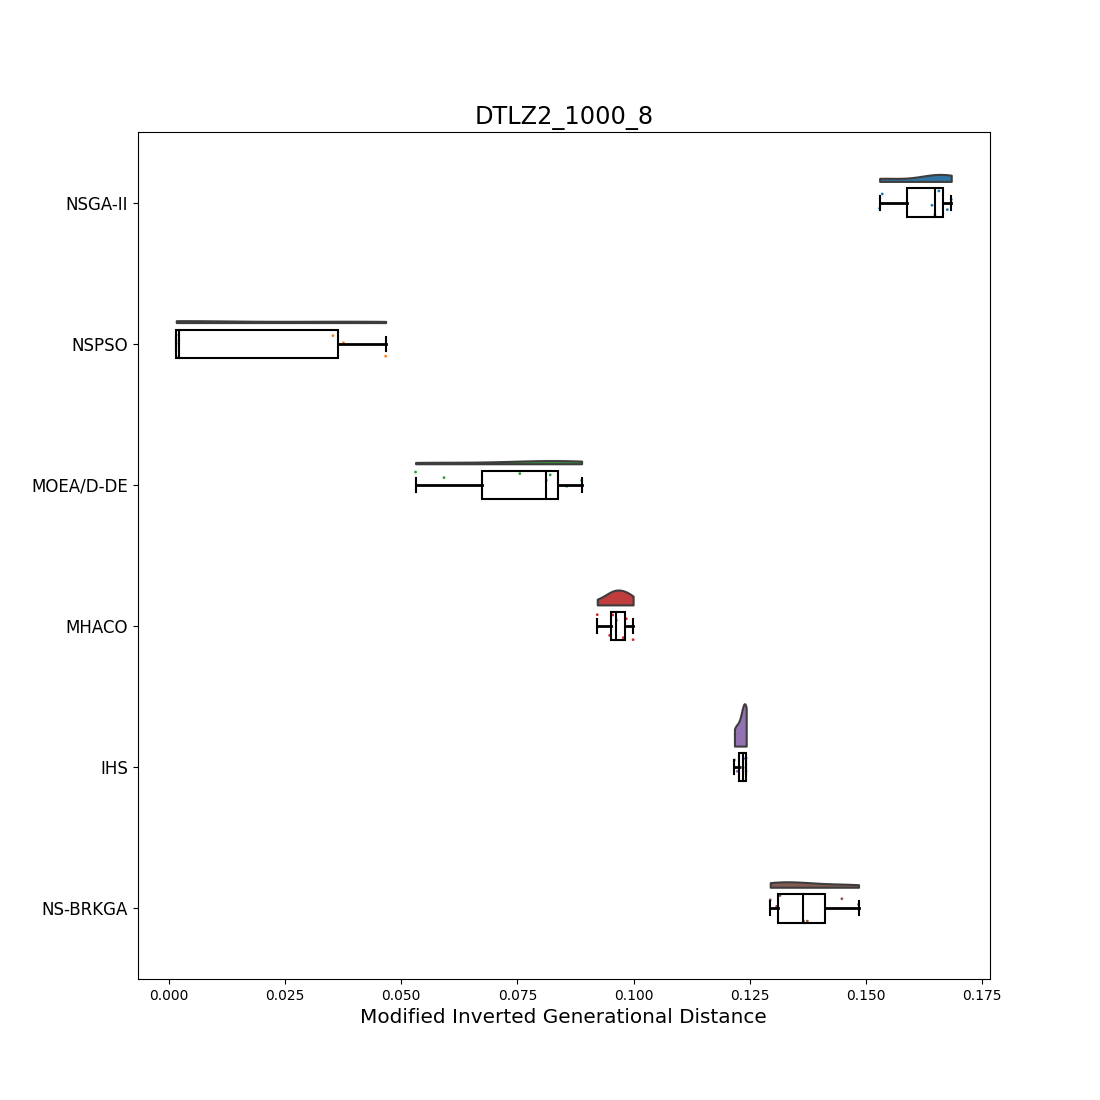 DTLZ2_1000_8
NSGA-II
NSPSO
MOEA/D-DE
MHACO
IHS
NS-BRKGA
0.000 0.025 0.050 0.075 0.100 0.125 0.150 0.175
Modified Inverted Generational Distance